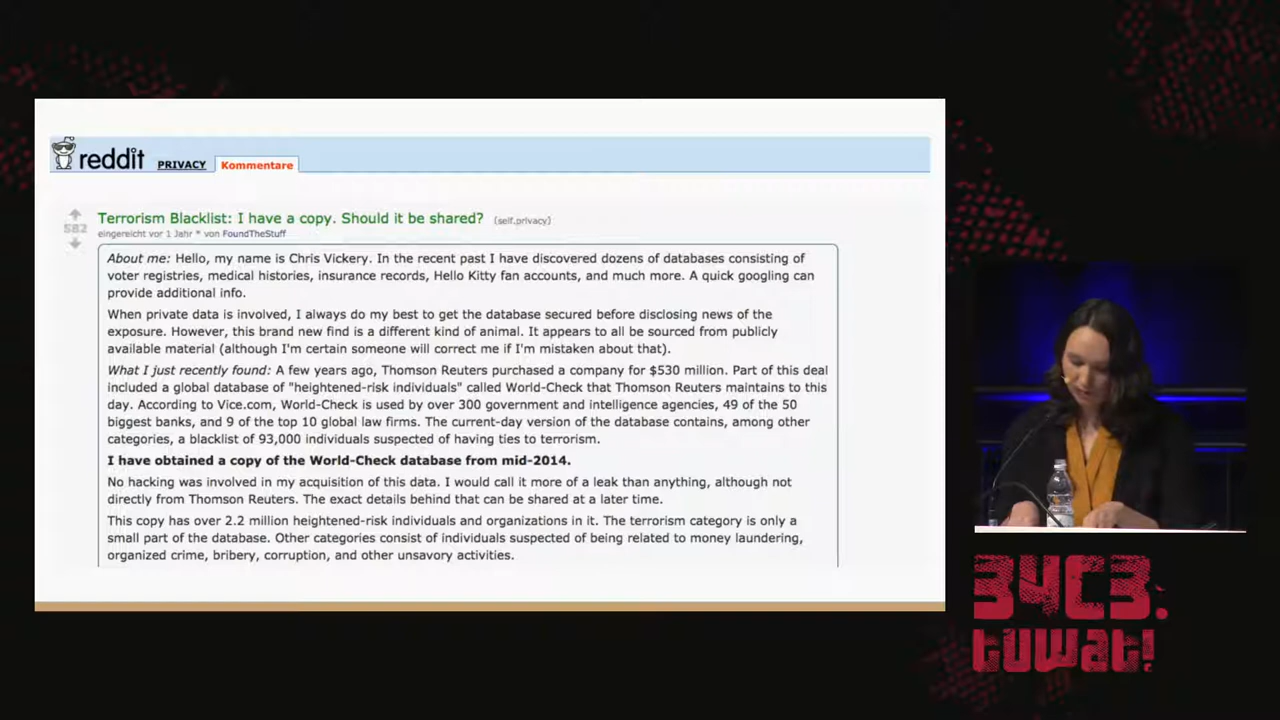 reddit PRIVACY Kommentare
Terrorism Blacklist: I have a copy. Should it be shared? (self.privacy)
582
eingereicht vor 1 Jahr * von FoundTheStuff
About me: Hello, my name is Chris Vickery. In the recent past I have discovered dozens of databases consisting of
voter registries, medical histories, insurance records, Hello Kitty fan accounts, and much more. A quick googling can
provide additional info.
When private data is involved, I always do my best to get the database secured before disclosing news of the
exposure. However, this brand new find is a different kind of animal. It appears to all be sourced from publicly
available material (although I'm certain someone will correct me if I'm mistaken about that).
What I just recently found: A few years ago, Thomson Reuters purchased a company for $530 million. Part of this deal
included a global database of "heightened-risk individuals" called World-Check that Thomson Reuters maintains to this
day. According to Vice.com, World-Check is used by over 300 government and intelligence agencies, 49 of the 50
biggest banks, and 9 of the top 10 global law firms. The current-day version of the database contains, among other
categories, a blacklist of 93,000 individuals suspected of having ties to terrorism.
I have obtained a copy of the World-Check database from mid-2014.
No hacking was involved in my acquisition of this data. I would call it more of a leak than anything, although not
directly from Thomson Reuters. The exact details behind that can be shared at a later time.
This copy has over 2.2 million heightened-risk individuals and organizations in it. The terrorism category is only a
small part of the database. Other categories consist of individuals suspected of being related to money laundering,
organized crime, bribery, corruption, and other unsavory activities.
34C3.
tuwat!